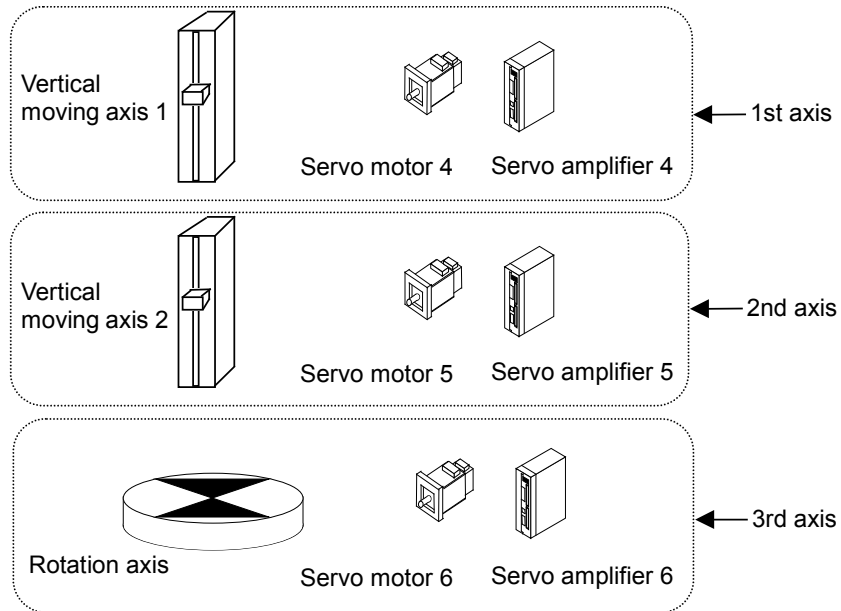 Vertical
moving axis 1
Servo motor 4
Servo amplifier 4
1st axis
Vertical
moving axis 2
Servo motor 5
Servo amplifier 5
2nd axis
Rotation axis
Servo motor 6
Servo amplifier 6
3rd axis